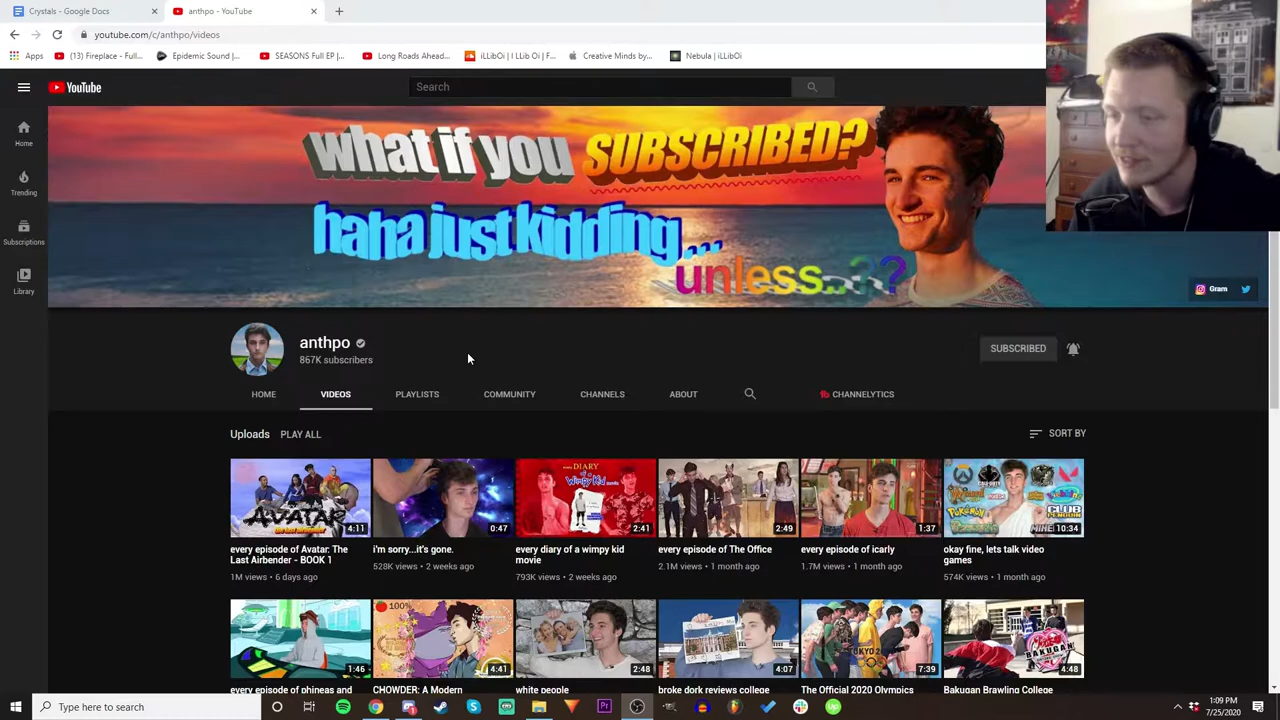 Crystals - Google Docs
anthpo - YouTube
youtube.com/c/anthpo/videos
Apps
(13) Fireplace - Full...
Epidemic Sound |...
SEASONS Full EP |...
Long Roads Ahead...
iLLibOi | I LLib Oi | F...
Creative Minds by...
Nebula | iLLibOi
YouTube
Search
Home
Trending
Subscriptions
Library
what if you SUBSCRIBED?
haha just kidding ...
unless..??
Gram
anthpo
867K subscribers
SUBSCRIBED
HOME
VIDEOS
PLAYLISTS
COMMUNITY
CHANNELS
ABOUT
CHANNELYTICS
Uploads
PLAY ALL
SORT BY
4:11
0:47
2:41
2:49
1:37
10:34
every episode of Avatar: The
Last Airbender - BOOK 1
1M views • 6 days ago
i'm sorry...it's gone.
528K views • 2 weeks ago
every diary of a wimpy kid
movie
793K views • 2 weeks ago
every episode of The Office
2.1M views • 1 month ago
every episode of icarly
1.7M views • 1 month ago
okay fine, lets talk video
games
574K views • 1 month ago
100%
1:46
4:41
2:48
4:07
7:39
4:48
every episode of phineas and
CHOWDER: A Modern
white people
broke dork reviews college
The Official 2020 Olympics
Bakugan Brawling College
Type here to search
1:09 PM
7/25/2020